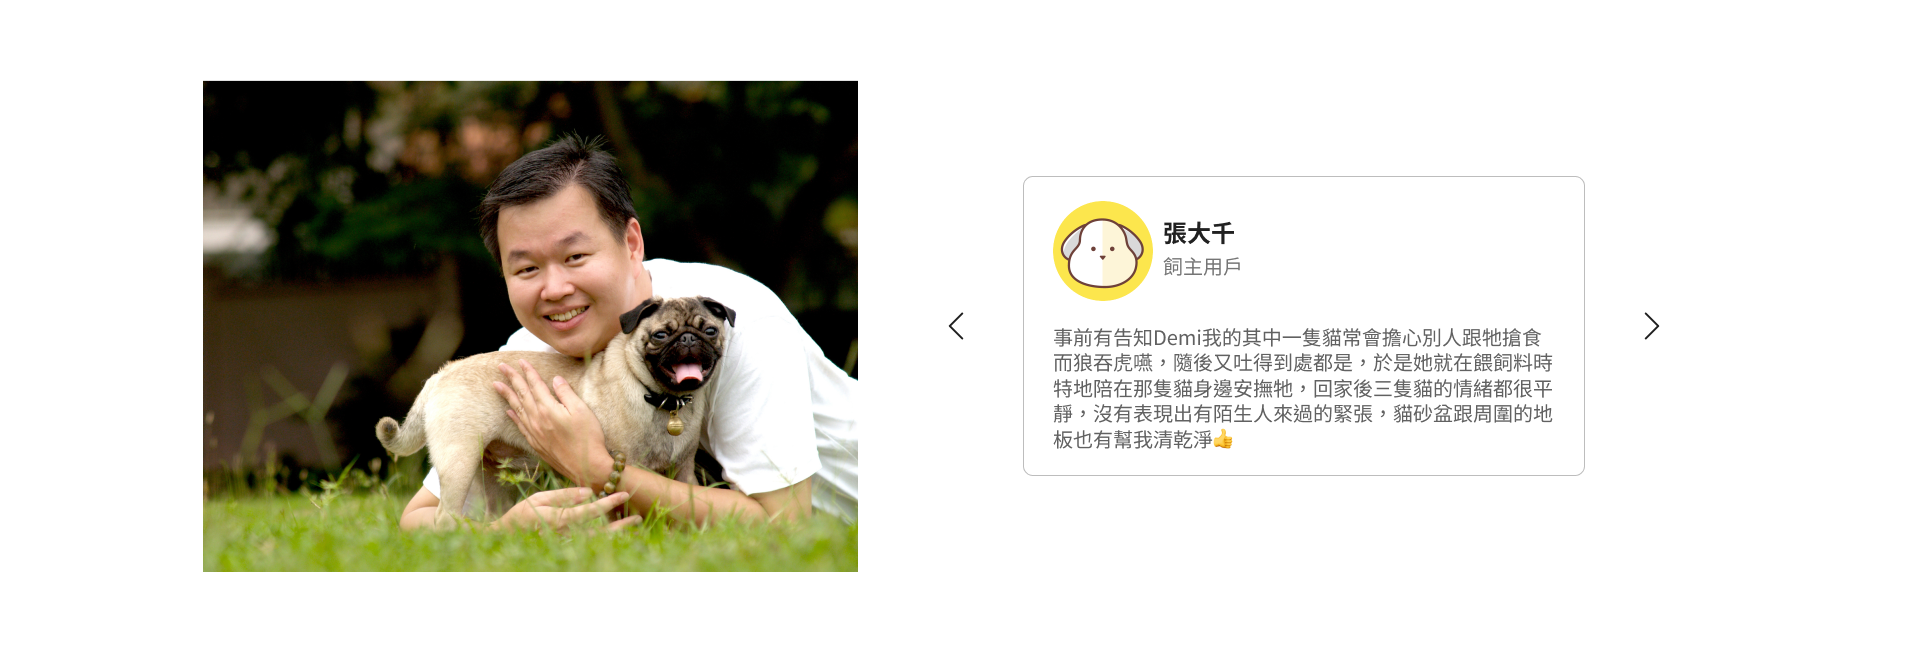 張大千
飼主用戶
事前有告知Demi我的其中一隻貓常會擔心別人跟牠搶食
而狼吞虎嚥，隨後又吐得到處都是，於是她就在餵飼料時
特地陪在那隻貓身邊安撫牠，回家後三隻貓的情緒都很平
靜，沒有表現出有陌生人來過的緊張，貓砂盆跟周圍的地
板也有幫我清乾淨👍